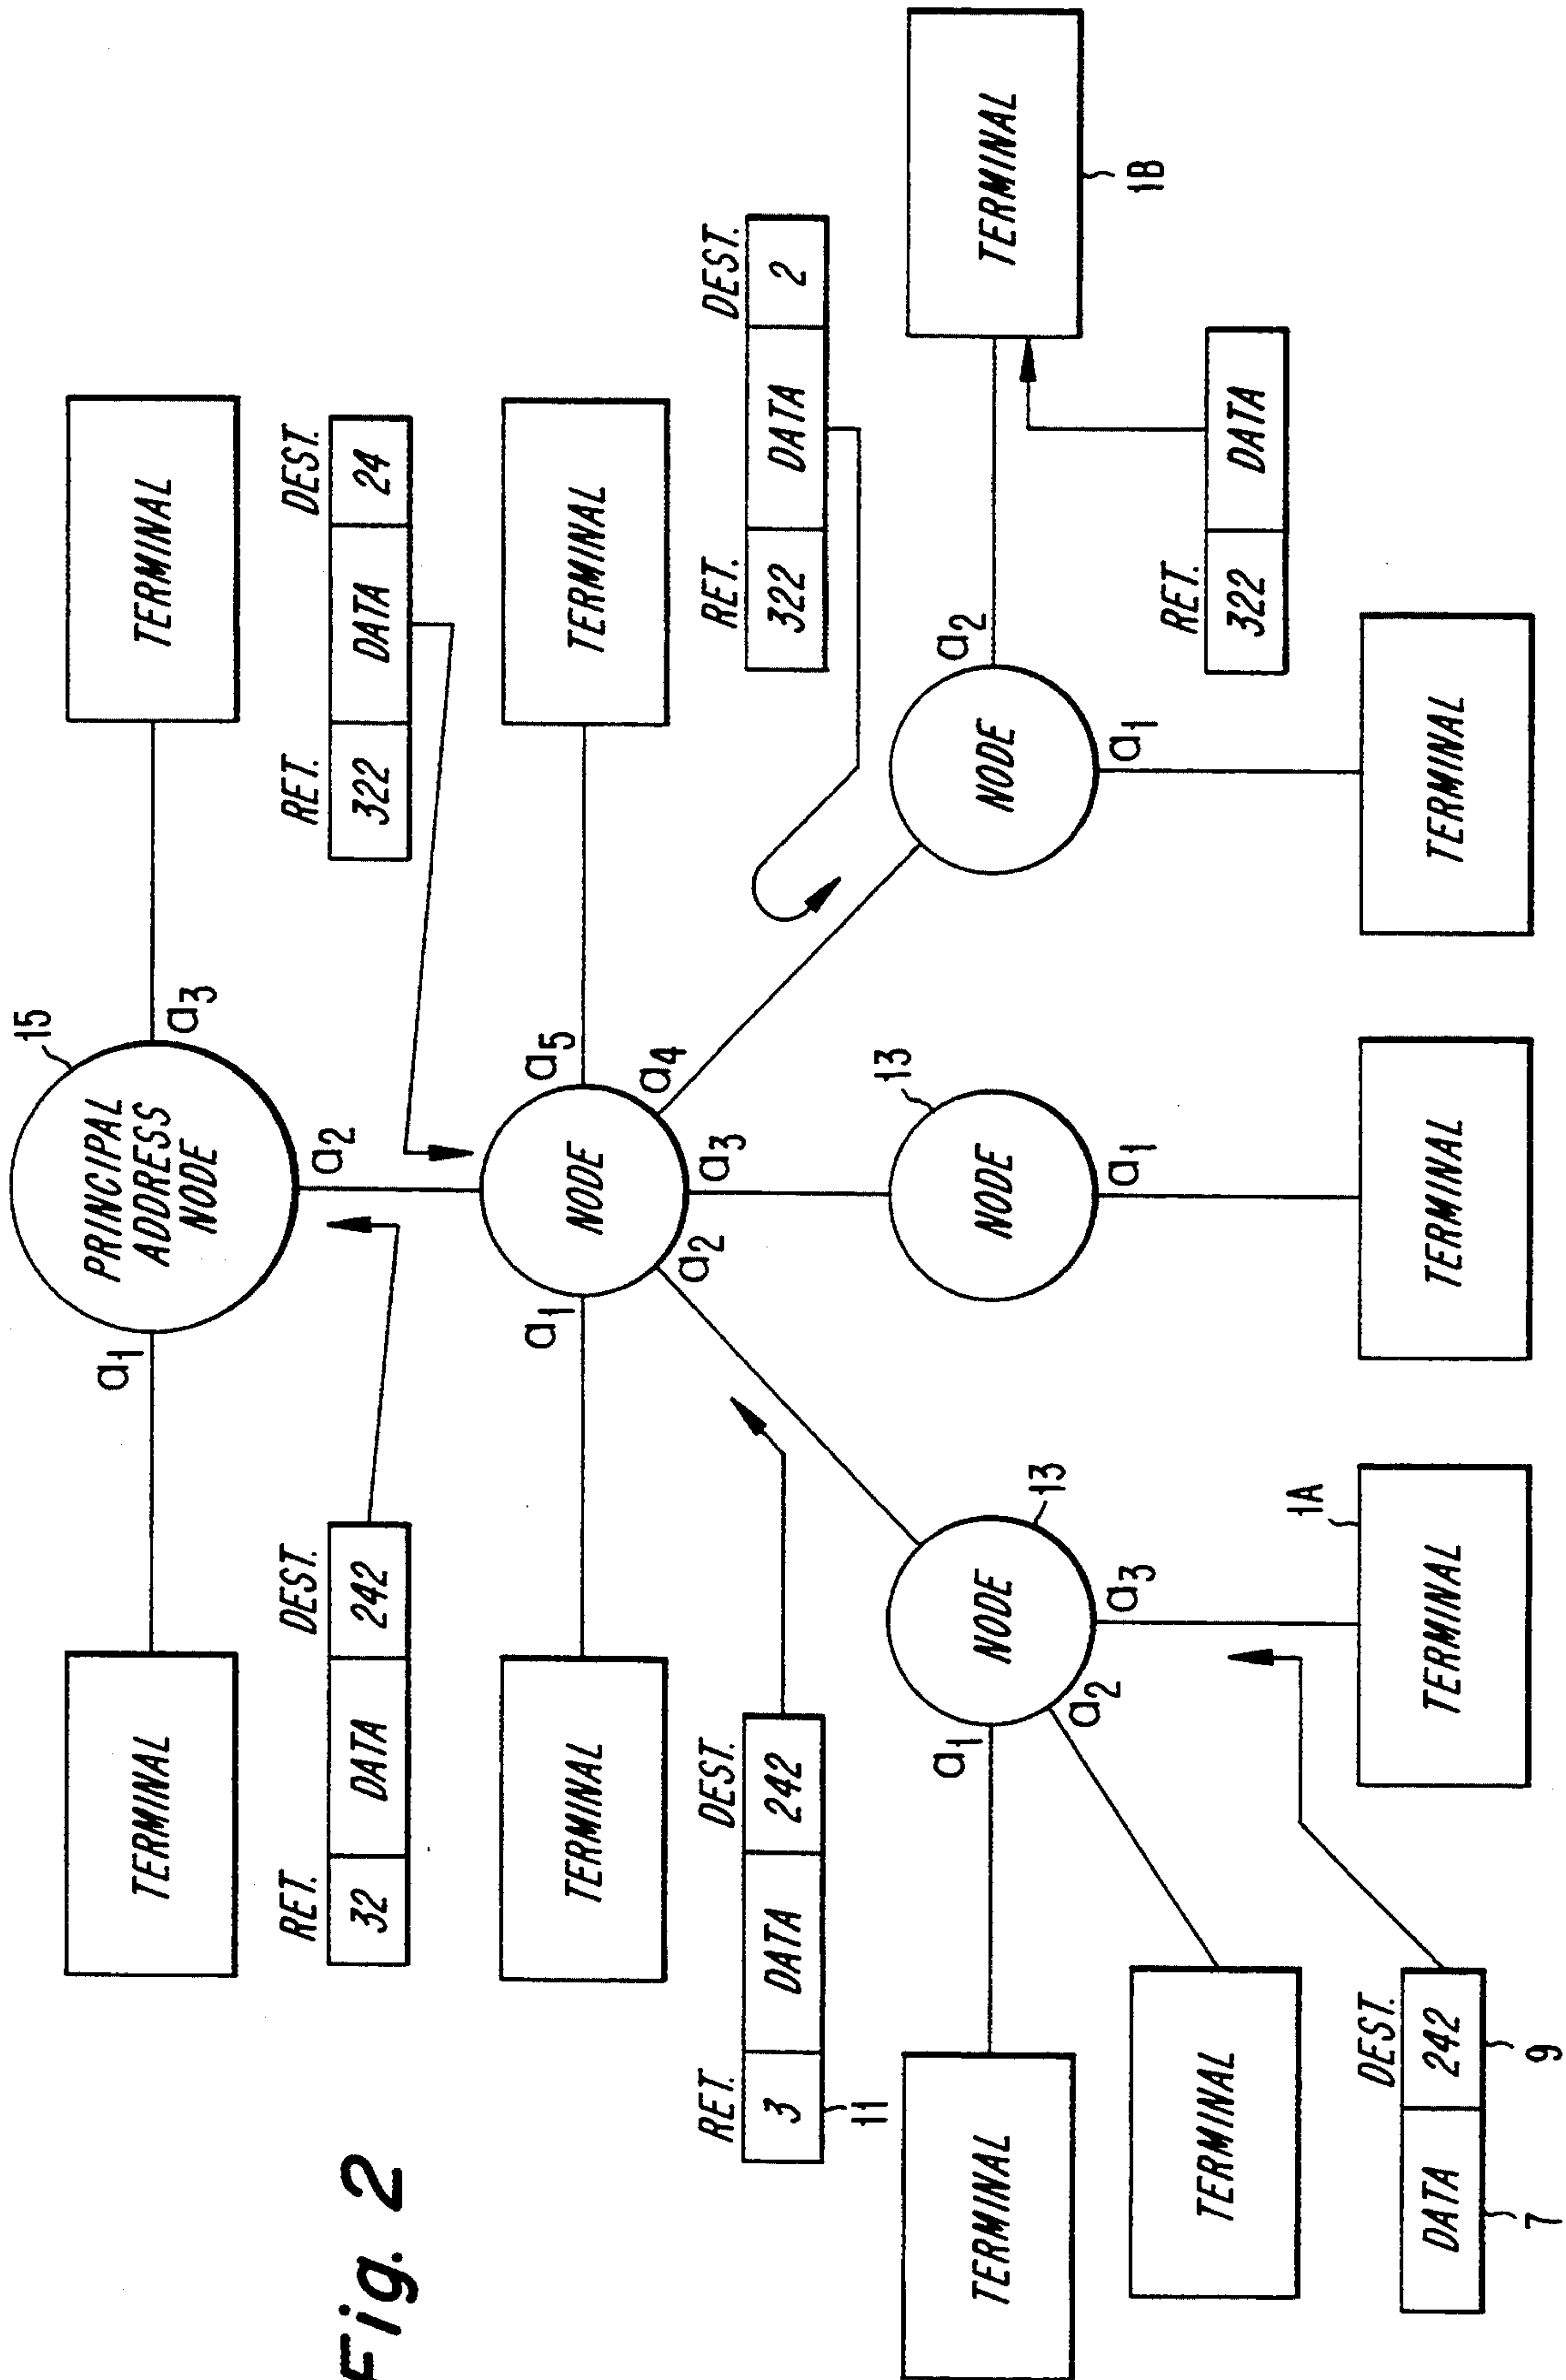 Fig. 2
15
PRINCIPAL
ADDRESS
NODE
a1
a2
a3
TERMINAL
TERMINAL
RET.
DEST.
32
DATA
242
RET.
DEST.
322
DATA
24
TERMINAL
NODE
a1
a2
a3
a4
a5
TERMINAL
RET.
DEST.
3
DATA
242
11
RET.
DEST.
322
DATA
2
TERMINAL
NODE
13
a1
a2
a3
NODE
13
a1
NODE
a1
a2
TERMINAL
1B
TERMINAL
RET.
322
DATA
DEST.
DATA
242
7
9
TERMINAL
1A
TERMINAL
TERMINAL